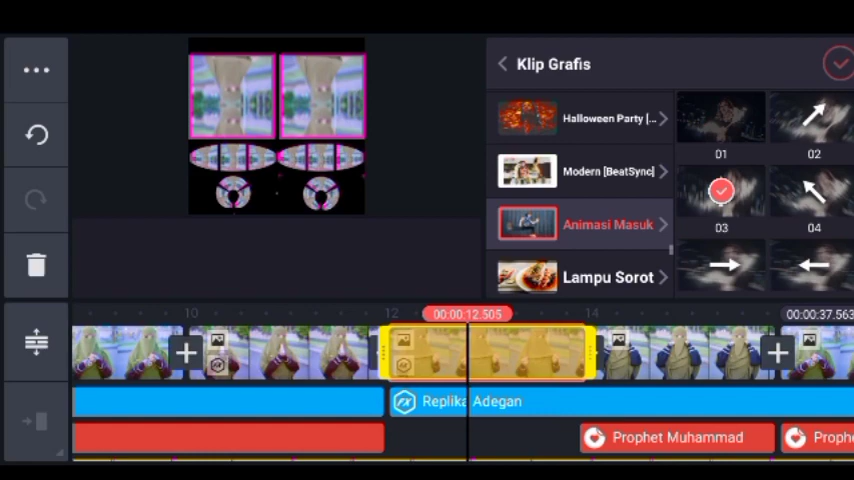 Klip Grafis
Halloween Party [...
Modern [BeatSync]
Animasi Masuk
Lampu Sorot
01
02
03
04
10
12
00:00:12.505
14
00:00:37.563
Replika Adegan
Prophet Muhammad
Proph